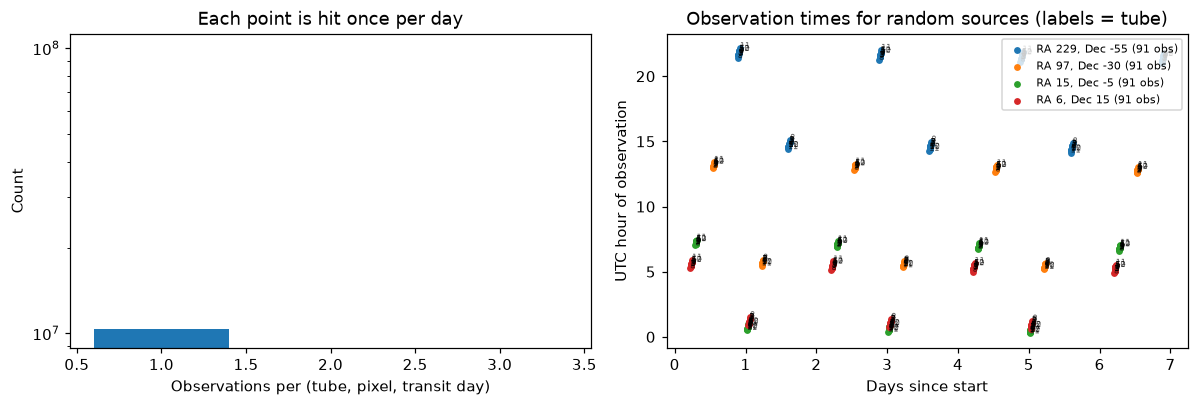 Each point is hit once per day
Count
10^8
10^7
0.5 1.0 1.5 2.0 2.5 3.0 3.5
Observations per (tube, pixel, transit day)
Observation times for random sources (labels = tube)
UTC hour of observation
20
15
10
5
0
RA 229, Dec -55 (91 obs)
RA 97, Dec -30 (91 obs)
RA 15, Dec -5 (91 obs)
RA 6, Dec 15 (91 obs)
0 1 2 3 4 5 6 7
Days since start